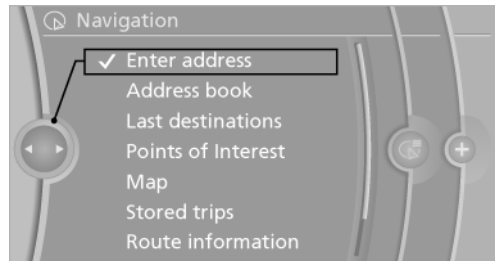 Navigation
Enter address
Address book
Last destinations
Points of Interest
Map
Stored trips
Route information